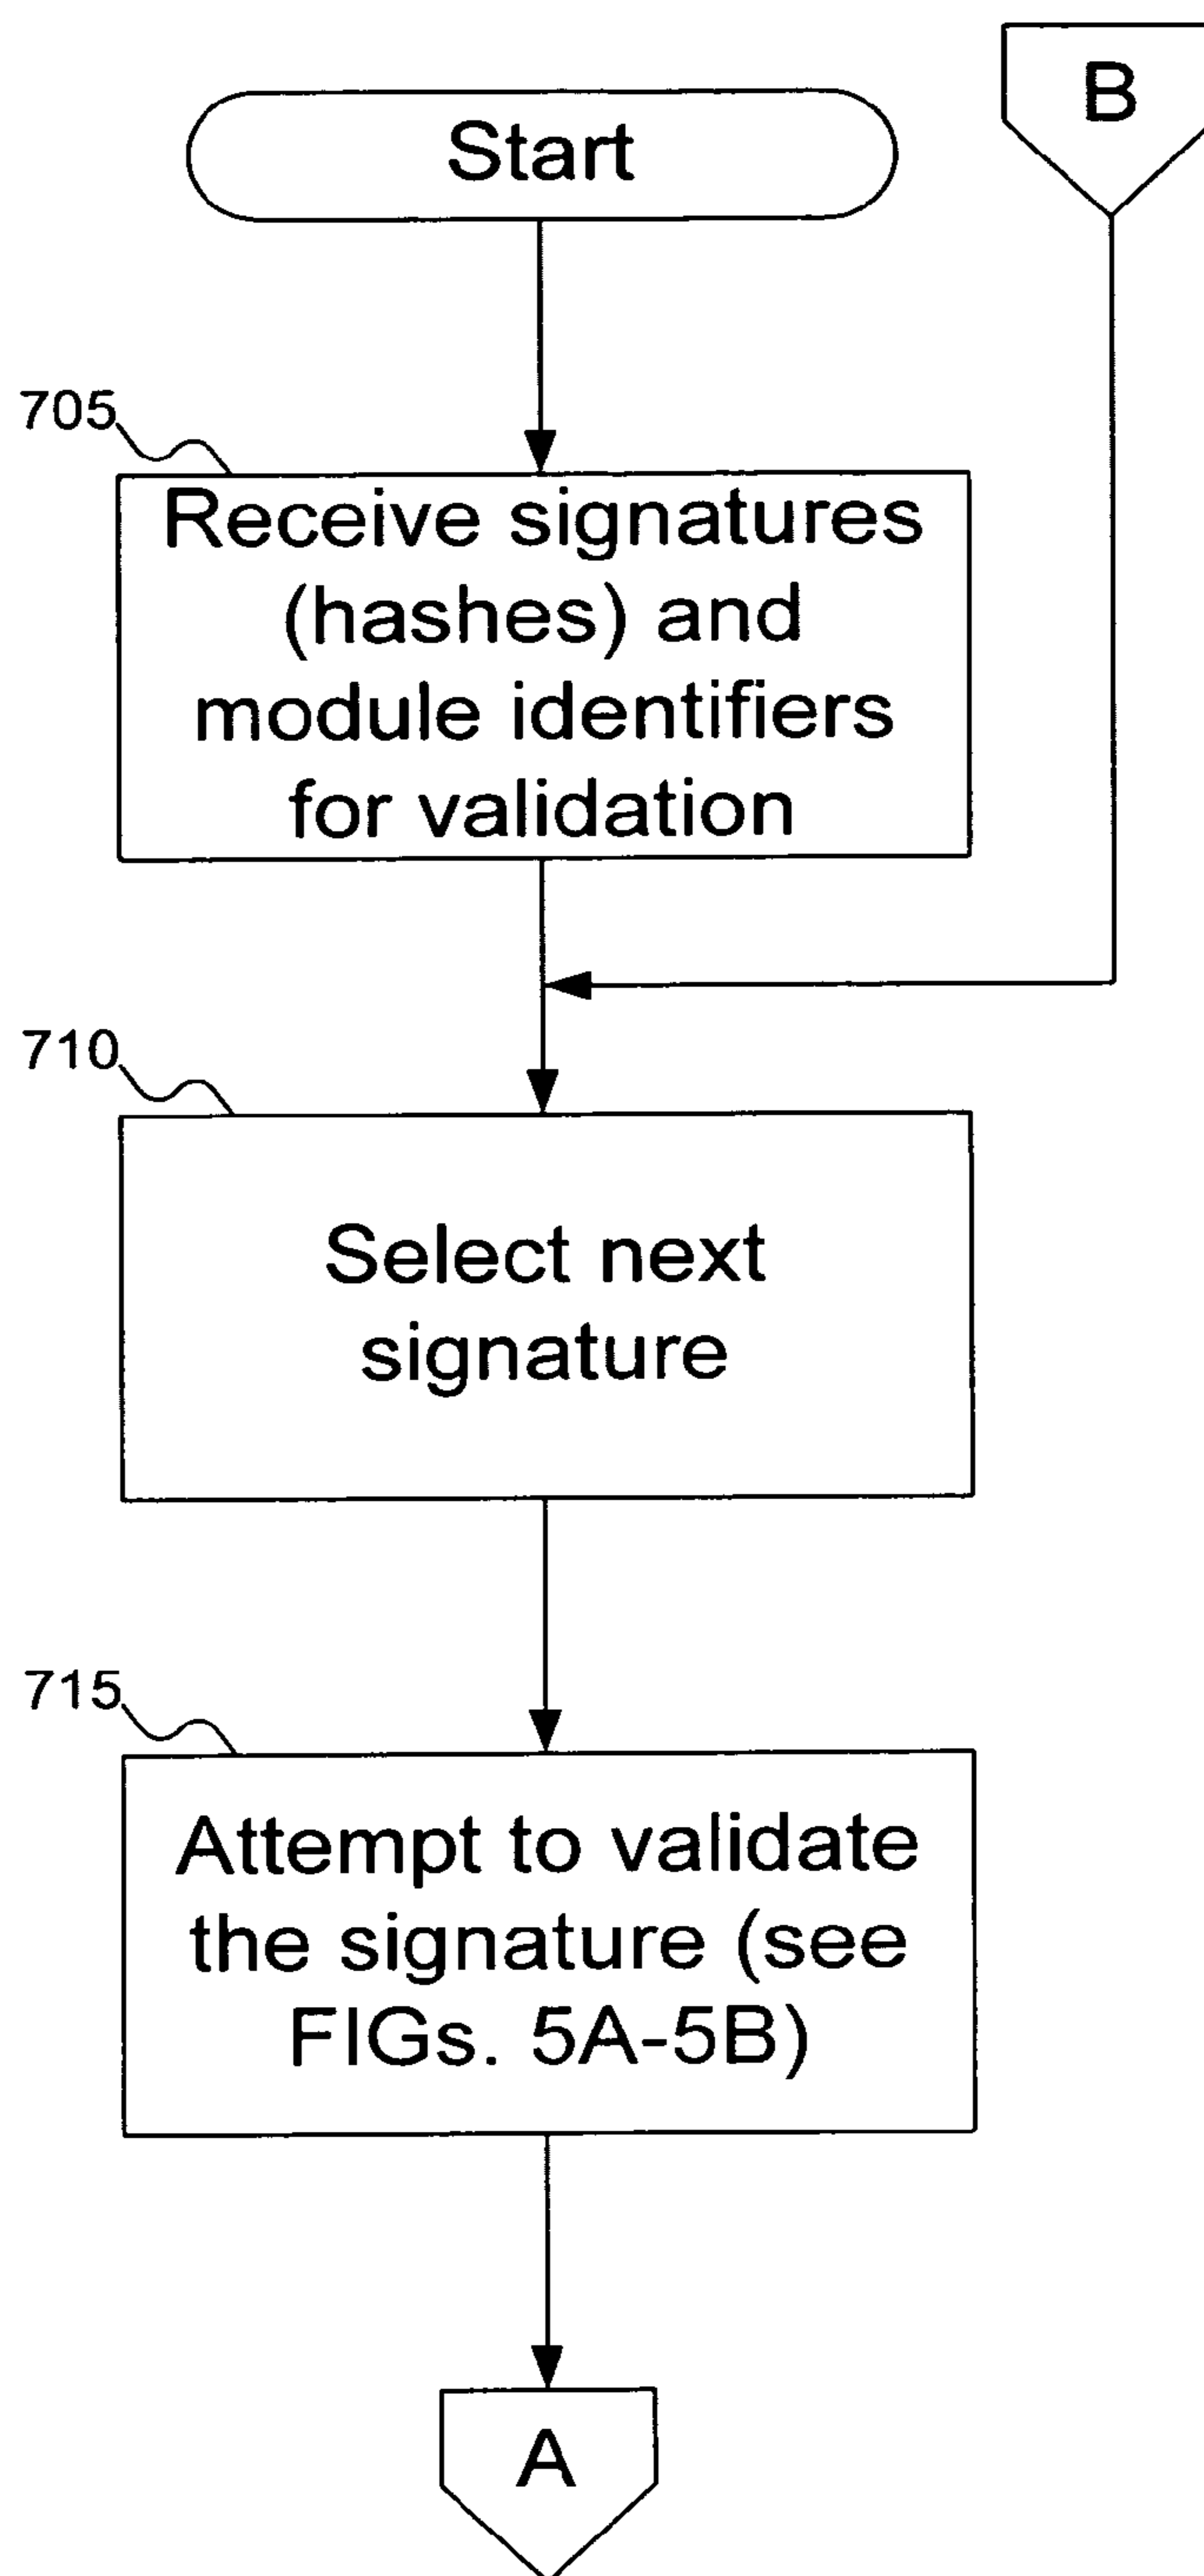 B
Start
705
Receive signatures
(hashes) and
module identifiers
for validation
710
Select next
signature
715
Attempt to validate
the signature (see
FIGs. 5A-5B)
A